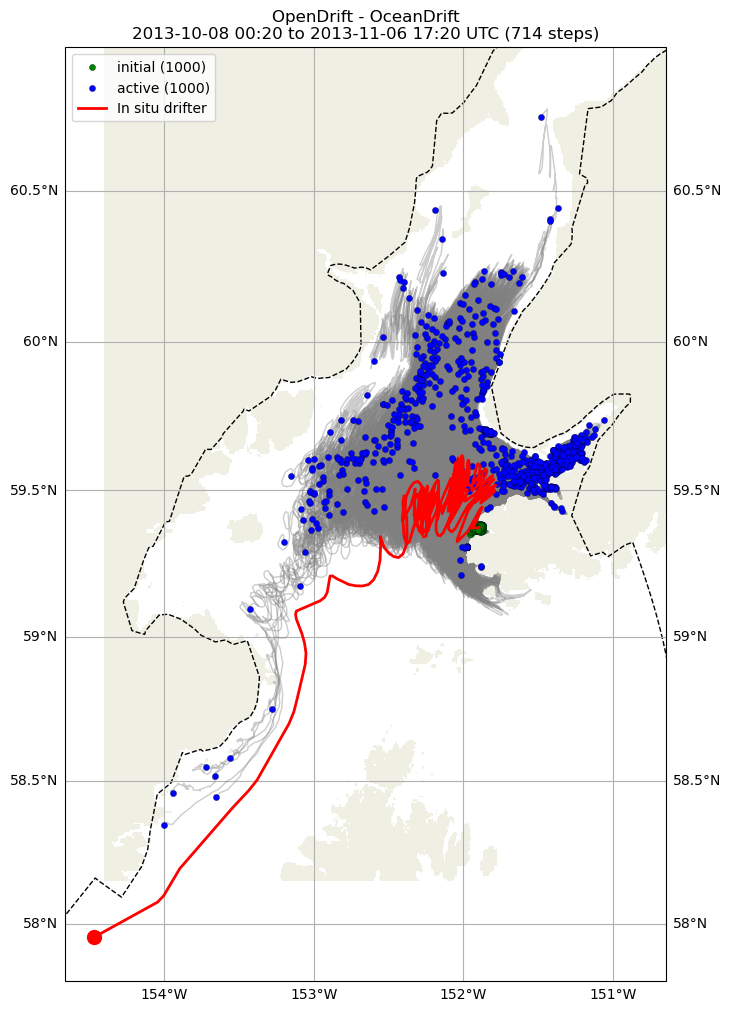 OpenDrift - OceanDrift
2013-10-08 00:20 to 2013-11-06 17:20 UTC (714 steps)
initial (1000)
active (1000)
In situ drifter
60.5°N 60.5°N
60°N 60°N
59.5°N 59.5°N
59°N 59°N
58.5°N 58.5°N
58°N 58°N
154°W 153°W 152°W 151°W